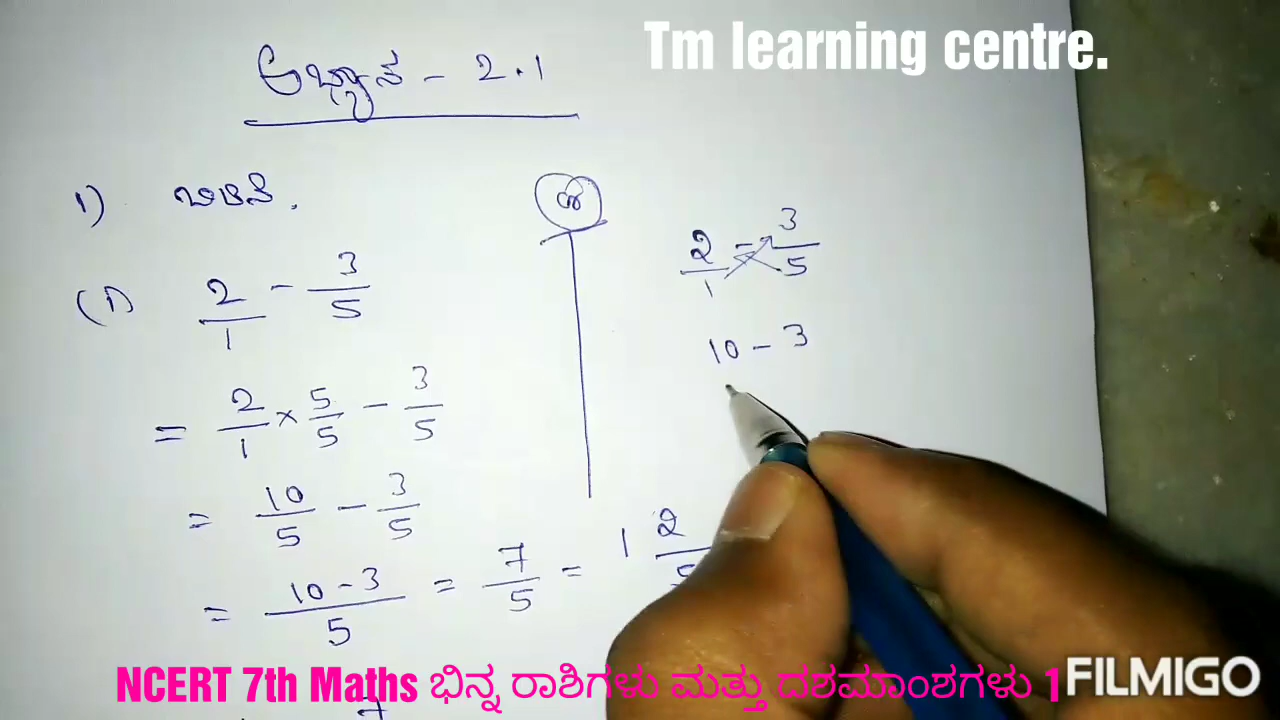 Tm learning centre.
ಅಭ್ಯಾಸ - 2.1
1) ಬಿಡಿಸಿ.
(1) 2/1 - 3/5
= 2/1 × 5/5 - 3/5
= 10/5 - 3/5
= 10-3/5 = 7/5 = 1 2/5
2/1 - 3/5
10 - 3
7
NCERT 7th Maths ಭಿನ್ನ ರಾಶಿಗಳು ಮತ್ತು ದಶಮಾಂಶಗಳು 1
FILMIGO